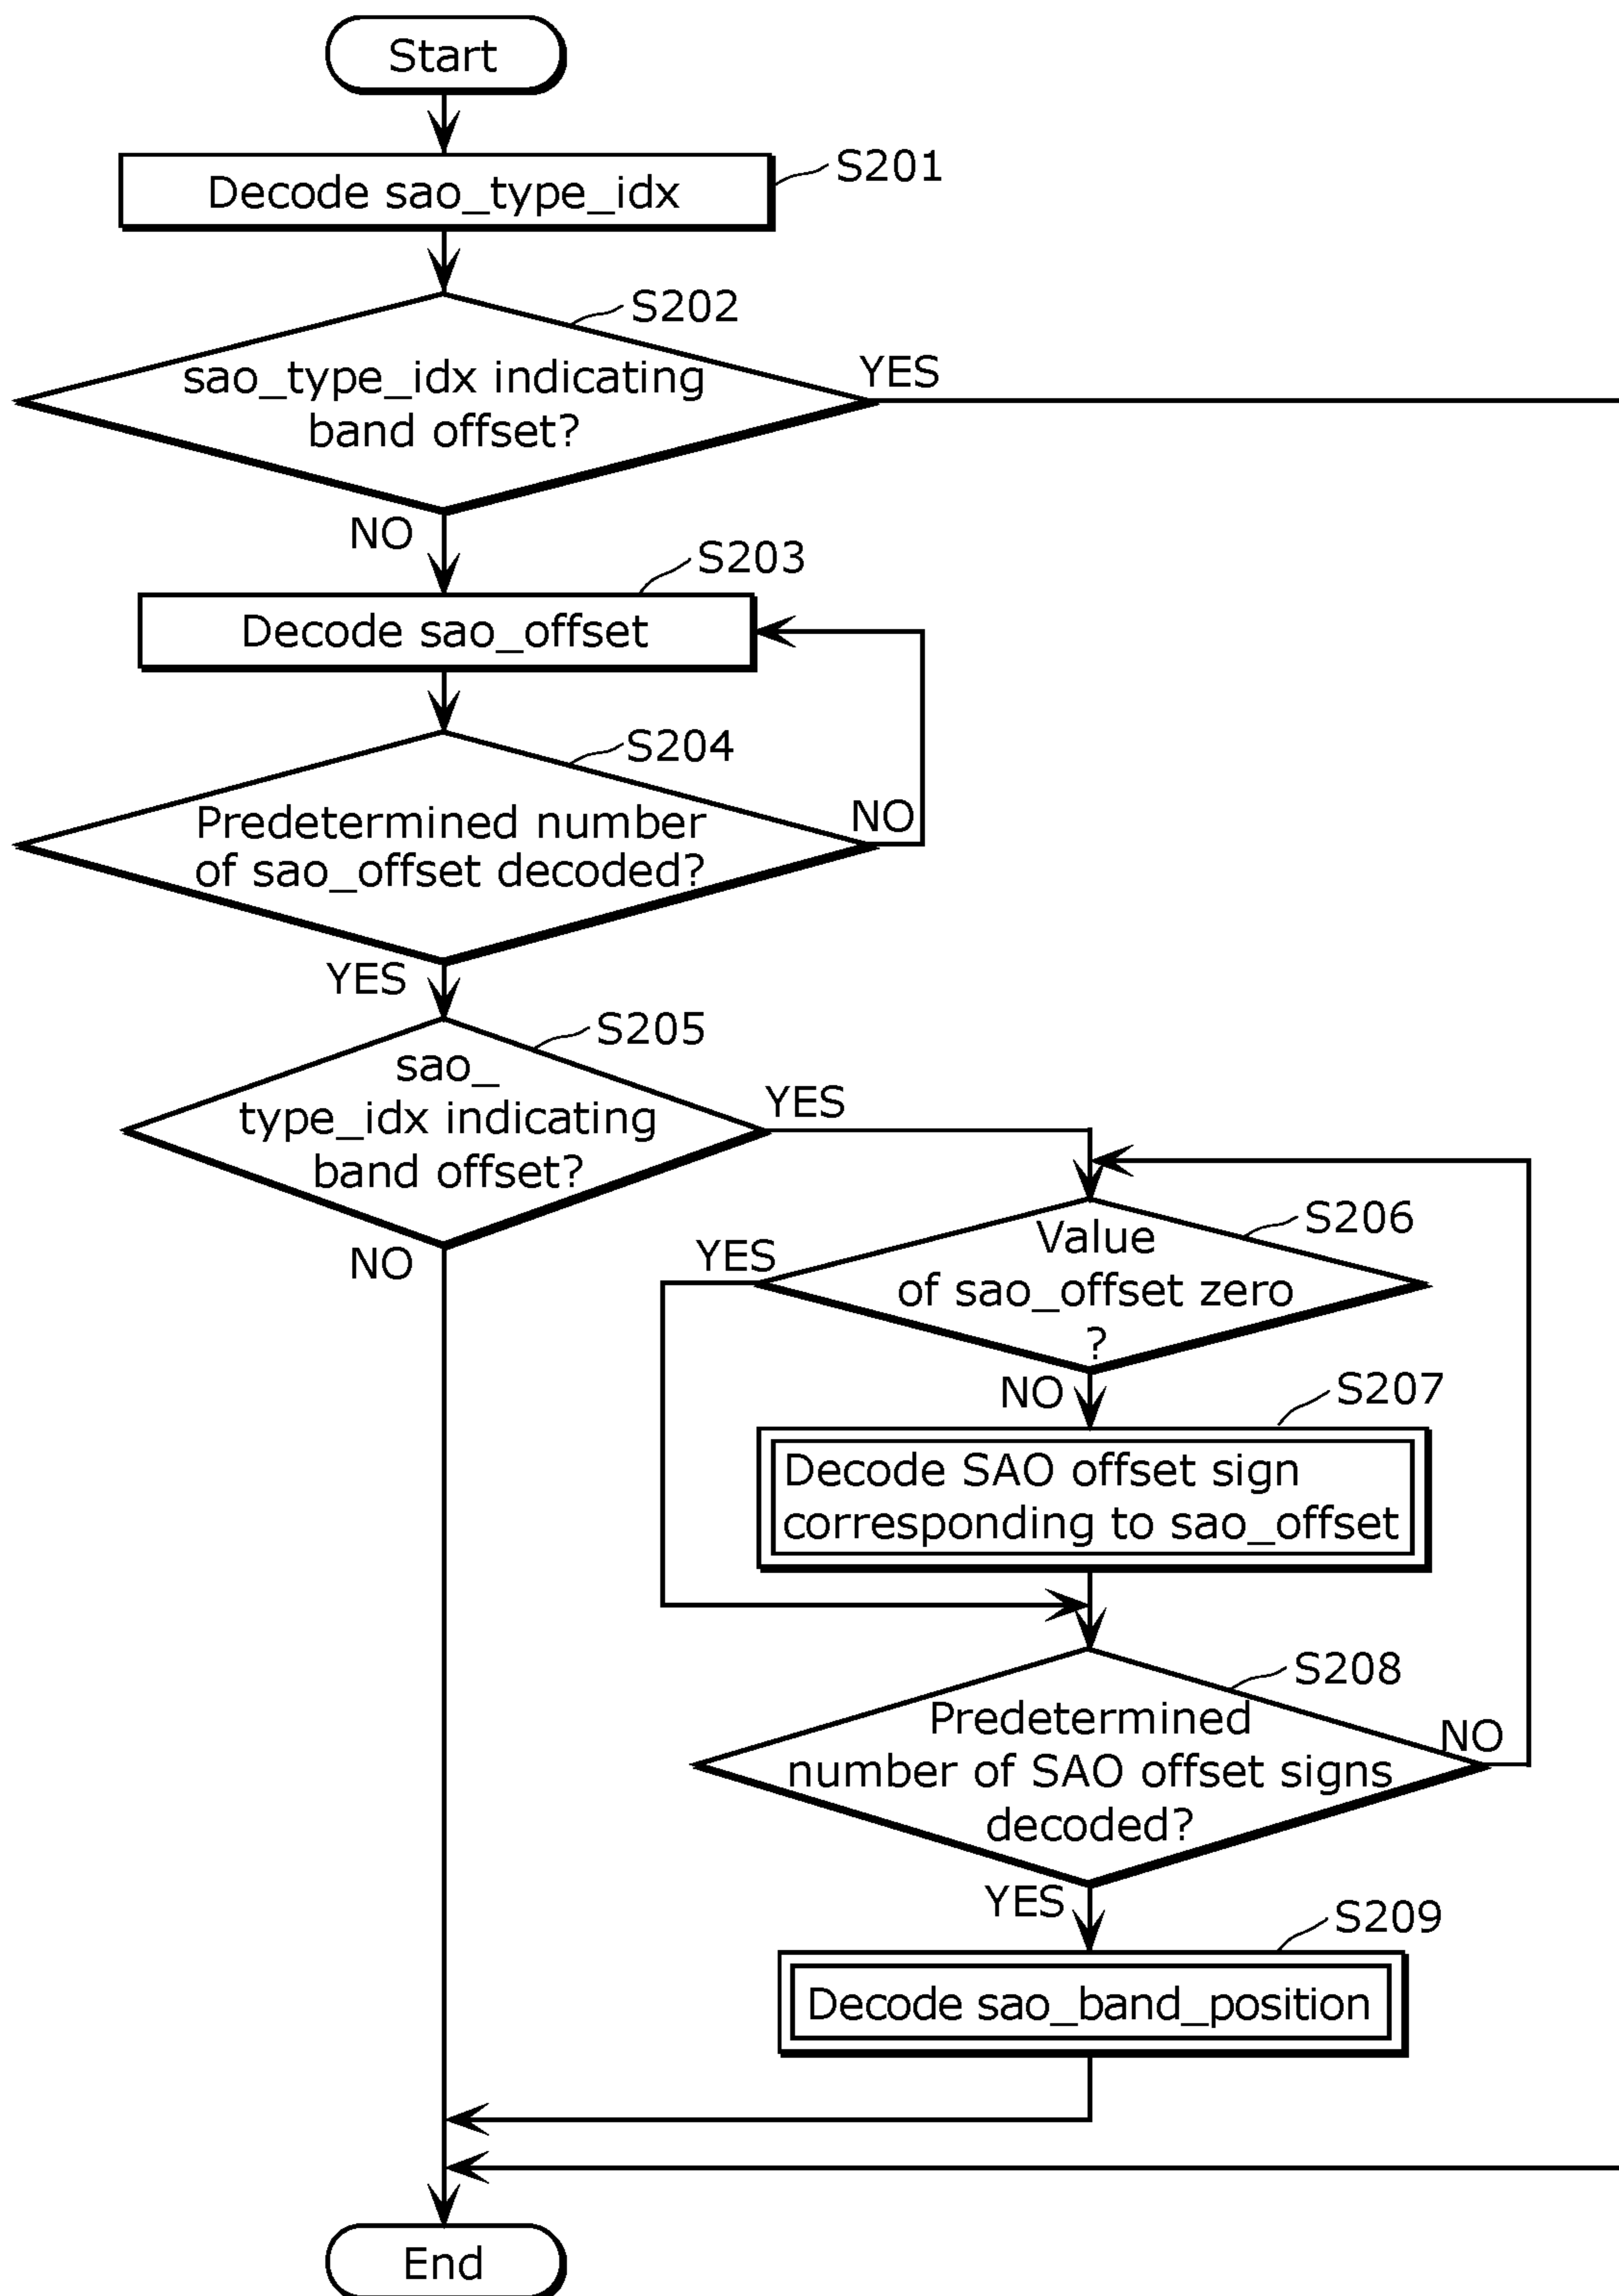 Start
S201
Decode sao_type_idx
S202
sao_type_idx indicating
band offset?
YES
NO
S203
Decode sao_offset
S204
Predetermined number
of sao_offset decoded?
NO
YES
S205
sao_
type_idx indicating
band offset?
YES
NO
S206
Value
of sao_offset zero
?
YES
NO
S207
Decode SAO offset sign
corresponding to sao_offset
S208
Predetermined
number of SAO offset signs
decoded?
NO
YES
S209
Decode sao_band_position
End